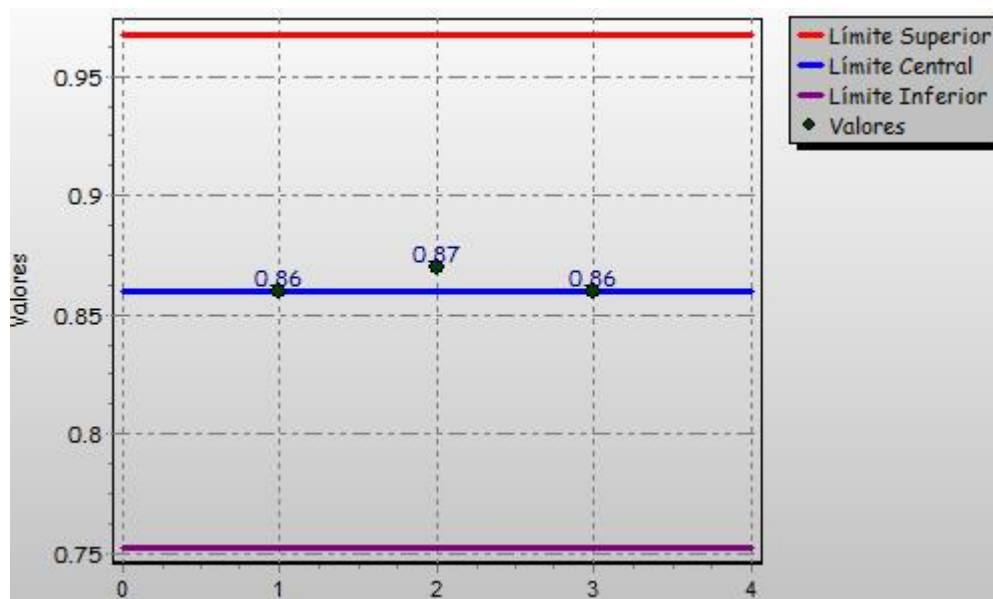 Límite Superior
Límite Central
Límite Inferior
Valores
Valores
0.95
0.9
0.85
0.8
0.75
0.86
0.87
0.86
0
1
2
3
4